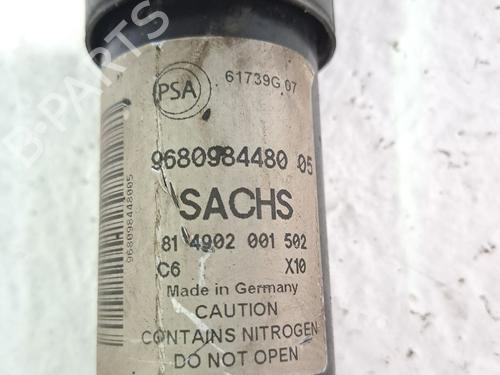 PSA
61739G 07
9680984480 05
SACHS
81 4902 001 502
C6 X10
Made in Germany
CAUTION
CONTAINS NITROGEN
DO NOT OPEN
968098448005
B-PARTS